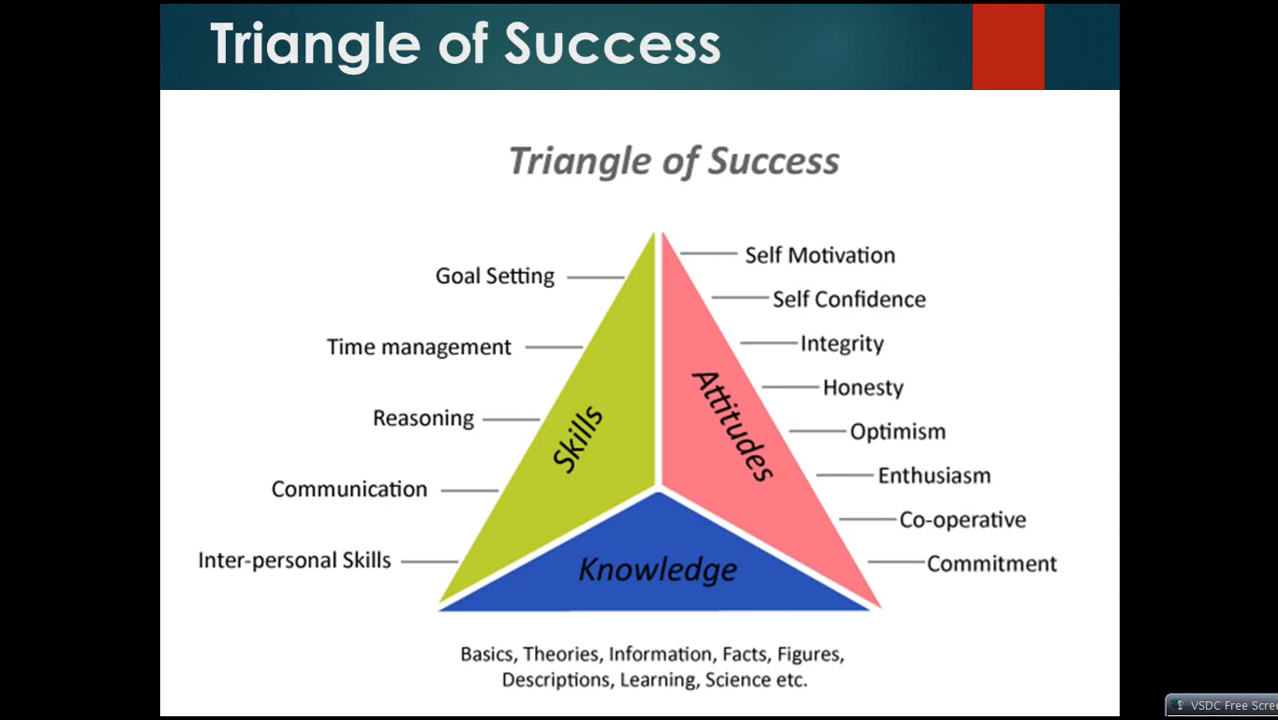 Triangle of Success
Triangle of Success
Goal Setting
Time management
Reasoning
Communication
Inter-personal Skills
Skills
Attitudes
Knowledge
Self Motivation
Self Confidence
Integrity
Honesty
Optimism
Enthusiasm
Co-operative
Commitment
Basics, Theories, Information, Facts, Figures,
Descriptions, Learning, Science etc.
VSDC Free Scre